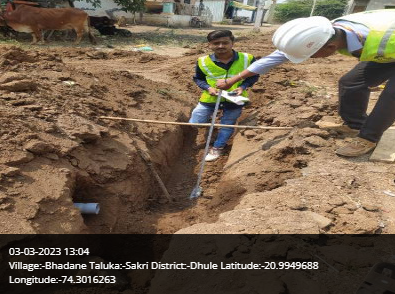 03-03-2023 13:04
Village:-Bhadane Taluka:-Sakri District:-Dhule Latitude:-20.9949688
Longitude:-74.3016263